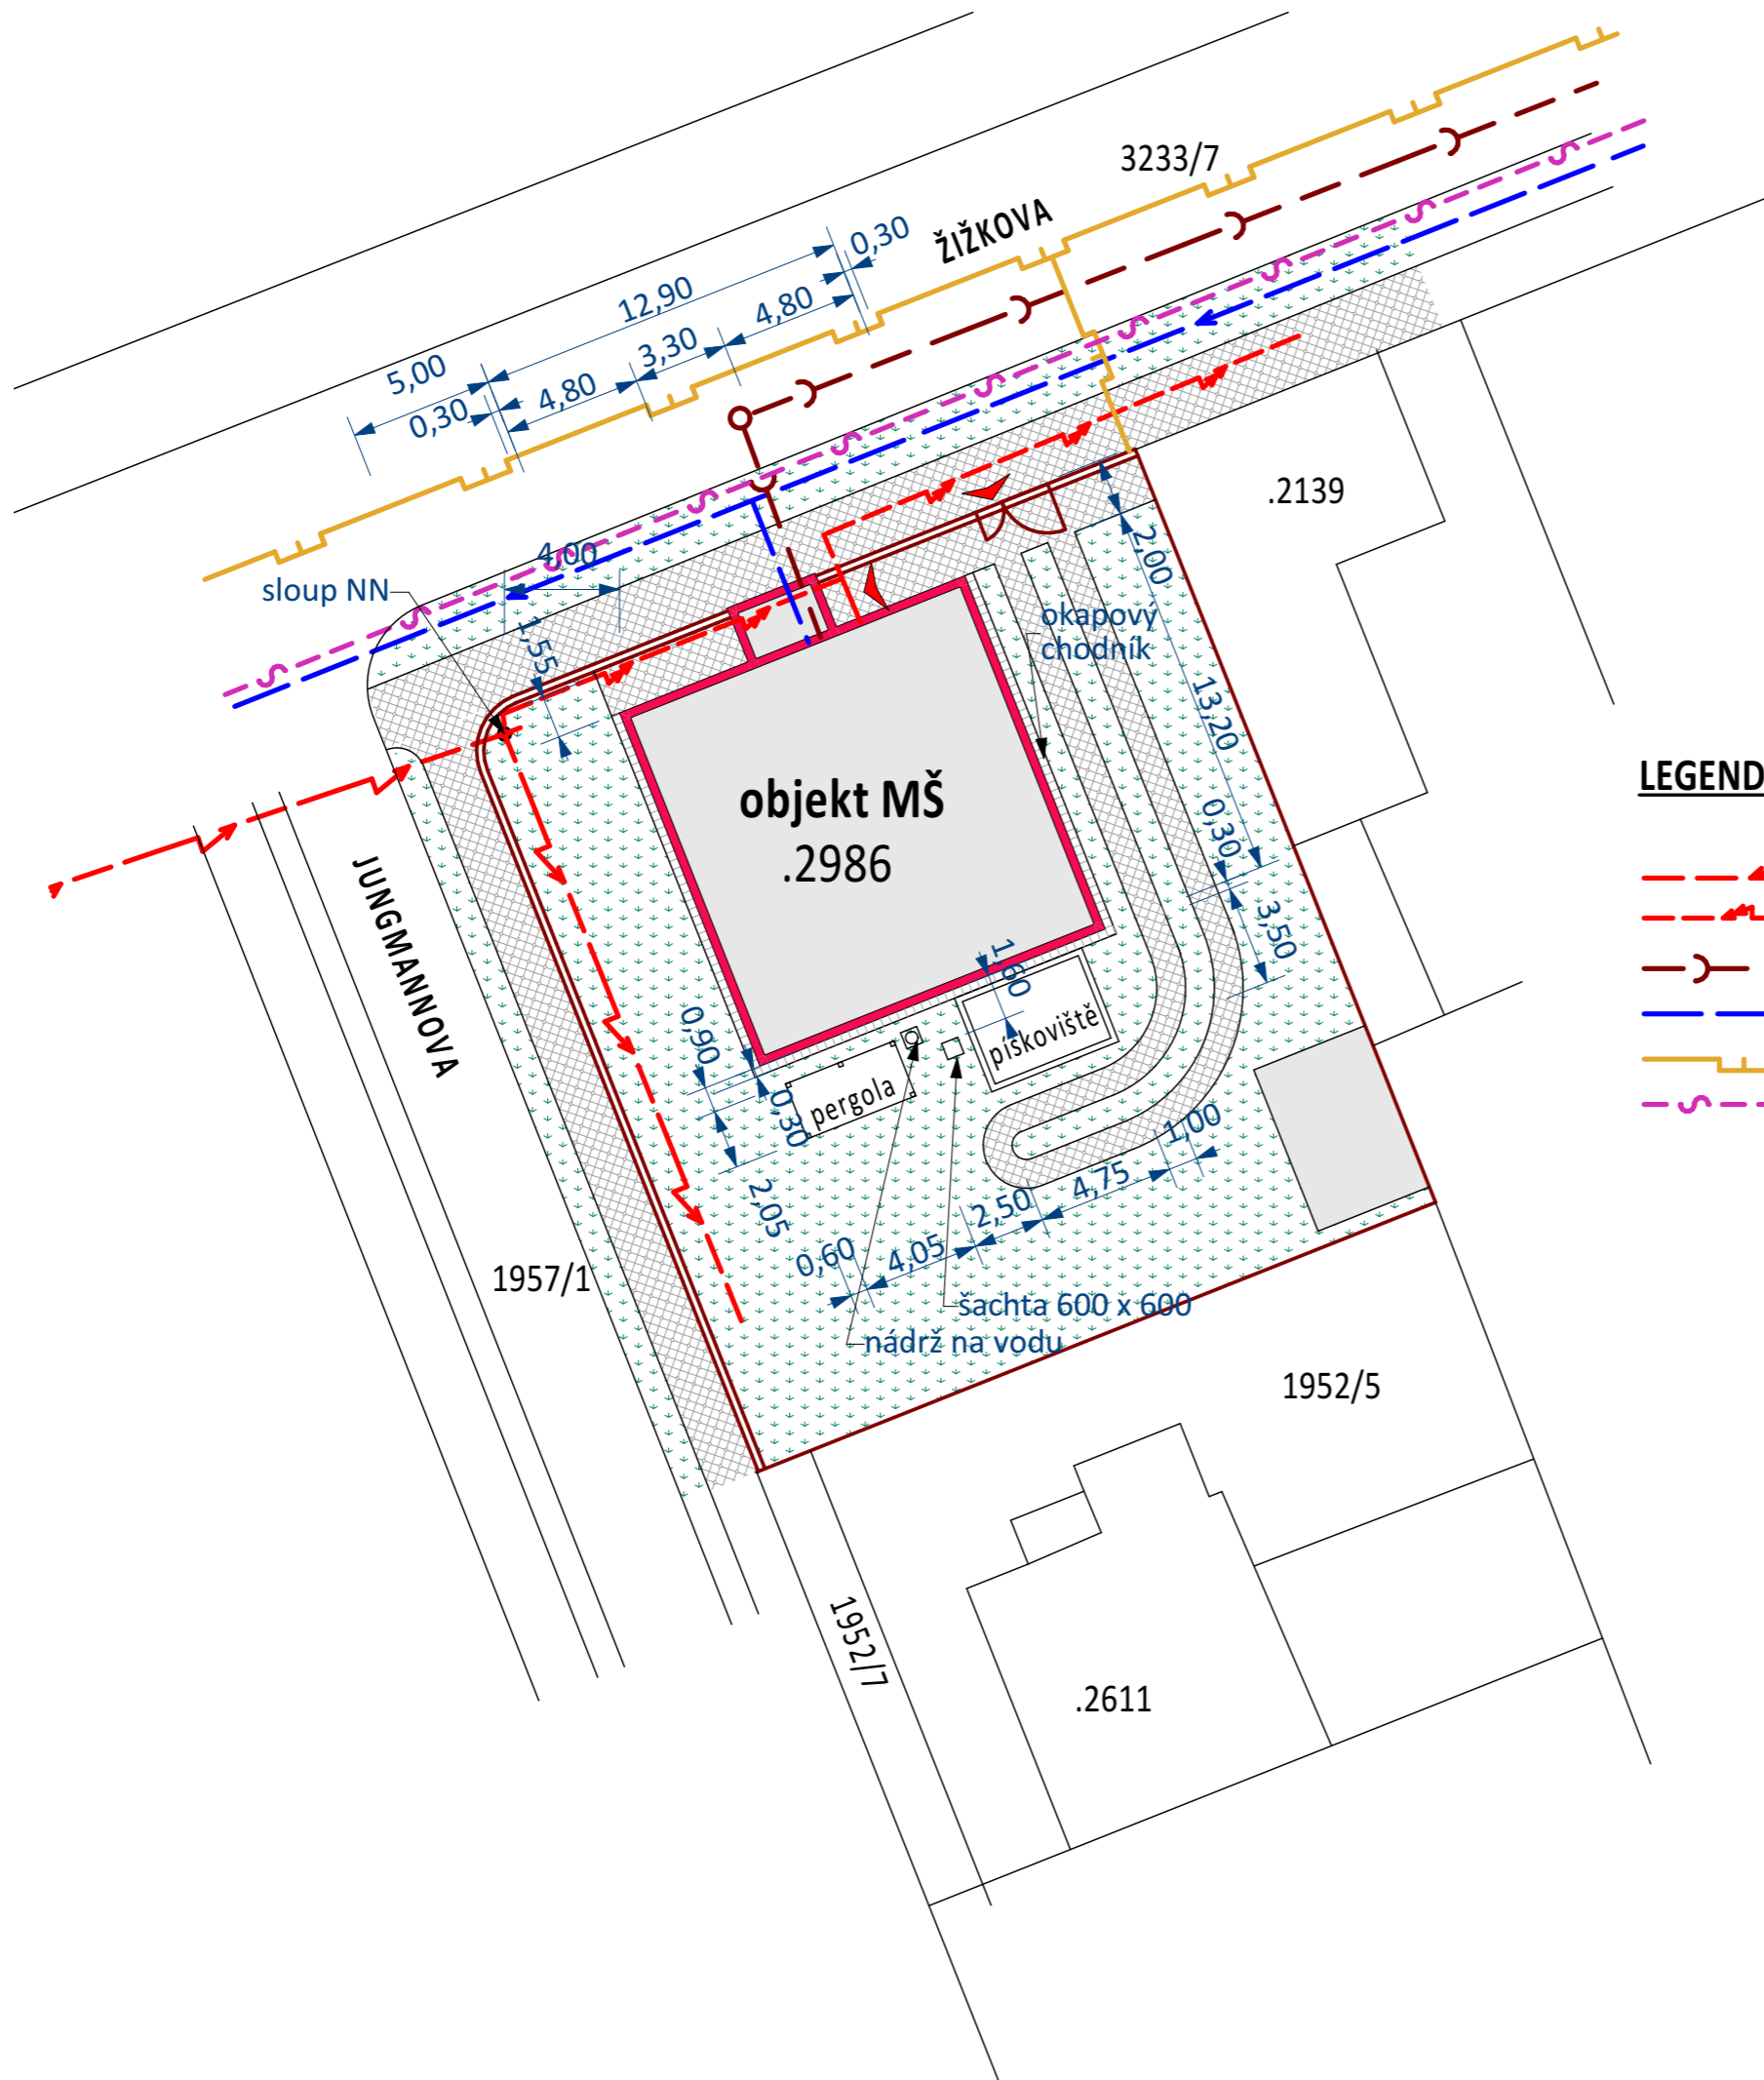 3233/7
ŽIŽKOVA
0,30
12,90
4,80
3,30
5,00
4,80
0,30
.2139
2,00
4,00
sloup NN
1,55
okapový
chodník
13,20
objekt MŠ
.2986
LEGEND
0,30
JUNGMANNOVA
3,50
1,60
pískoviště
0,90
pergola
0,30
1,00
4,75
2,05
2,50
4,05
0,60
1957/1
šachta 600 x 600
nádrž na vodu
1952/5
1952/7
.2611